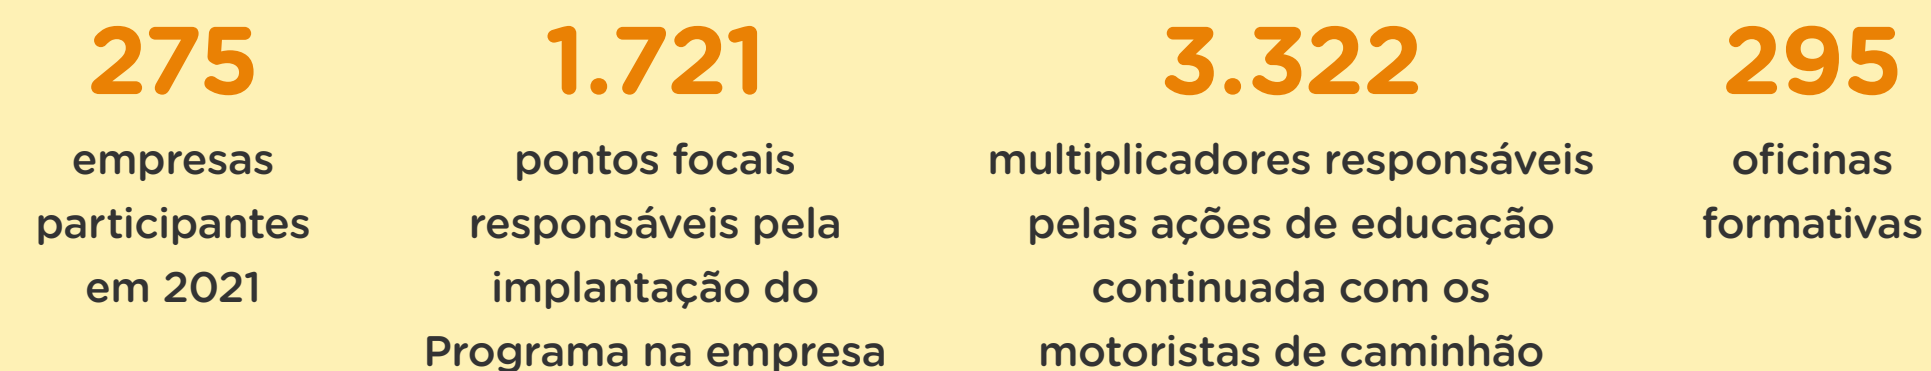 275
empresas
participantes
em 2021
1.721
pontos focais
responsáveis pela
implantação do
Programa na empresa
3.322
multiplicadores responsáveis
pelas ações de educação
continuada com os
motoristas de caminhão
295
oficinas
formativas